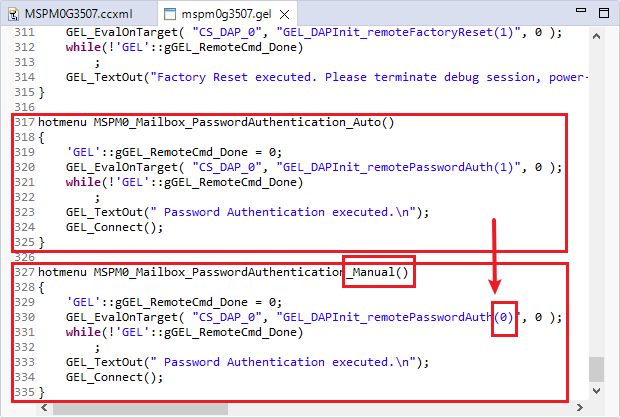 MSPM0G3507.ccxml mspm0g3507.gel
311 GEL_EvalOnTarget( "CS_DAP_0", "GEL_DAPInit_remoteFactoryReset(1)", 0 );
312 while(!'GEL'::gGEL_RemoteCmd_Done)
313 ;
314 GEL_TextOut("Factory Reset executed. Please terminate debug session, power-
315 }
316
317 hotmenu MSPM0_Mailbox_PasswordAuthentication_Auto()
318 {
319 'GEL'::gGEL_RemoteCmd_Done = 0;
320 GEL_EvalOnTarget( "CS_DAP_0", "GEL_DAPInit_remotePasswordAuth(1)", 0 );
321 while(!'GEL'::gGEL_RemoteCmd_Done)
322 ;
323 GEL_TextOut(" Password Authentication executed.\n");
324 GEL_Connect();
325 }
326
327 hotmenu MSPM0_Mailbox_PasswordAuthentication_Manual()
328 {
329 'GEL'::gGEL_RemoteCmd_Done = 0;
330 GEL_EvalOnTarget( "CS_DAP_0", "GEL_DAPInit_remotePasswordAuth(0)", 0 );
331 while(!'GEL'::gGEL_RemoteCmd_Done)
332 ;
333 GEL_TextOut(" Password Authentication executed.\n");
334 GEL_Connect();
335 }